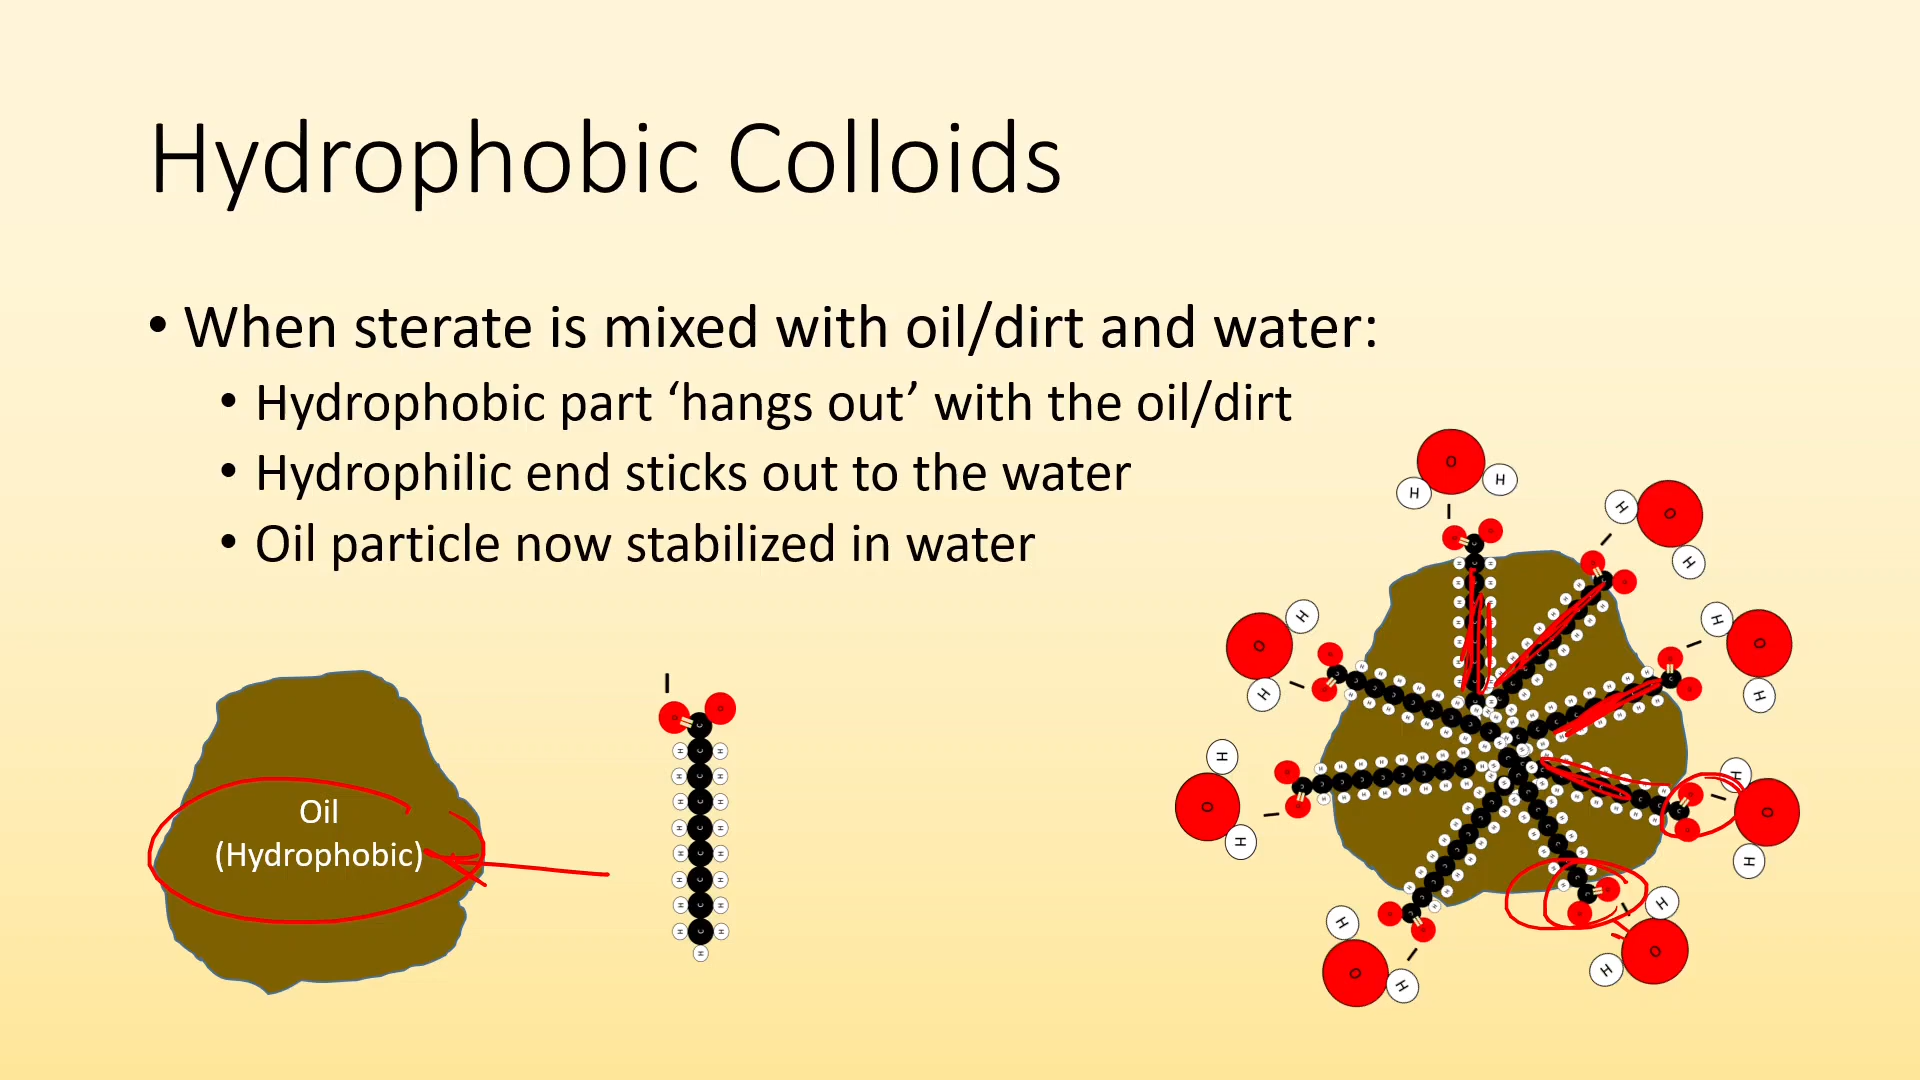 Hydrophobic Colloids
• When sterate is mixed with oil/dirt and water:
• Hydrophobic part ‘hangs out’ with the oil/dirt
• Hydrophilic end sticks out to the water
• Oil particle now stabilized in water
Oil
(Hydrophobic)